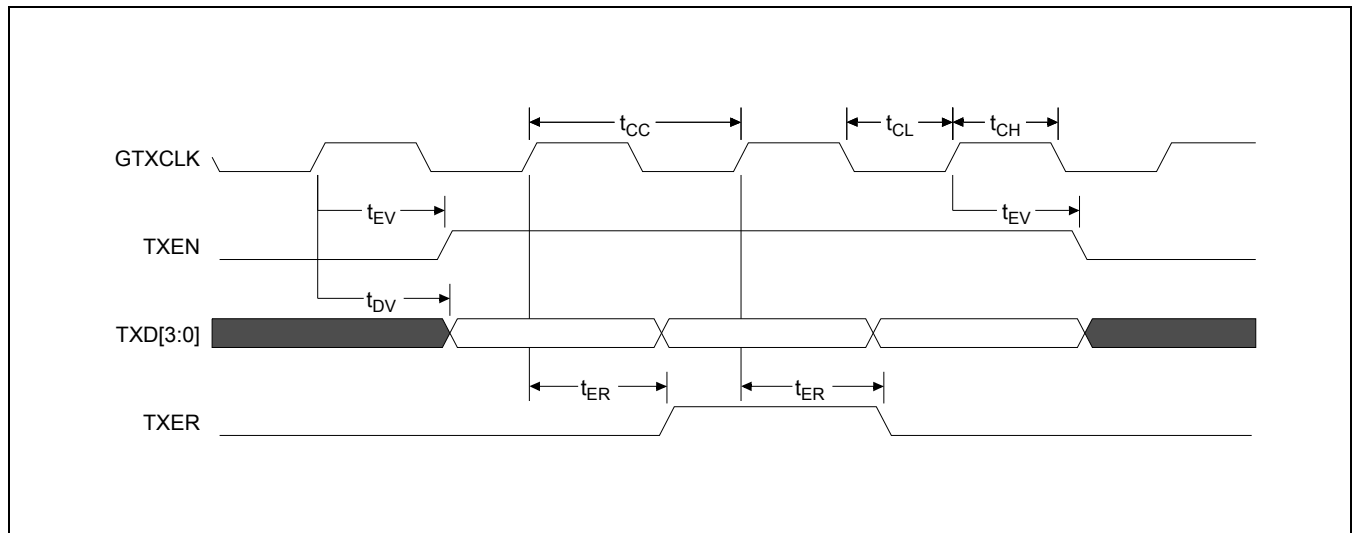 tCC
tCL
tCH
GTXCLK
tEV
tEV
TXEN
tDV
TXD[3:0]
tER
tER
TXER